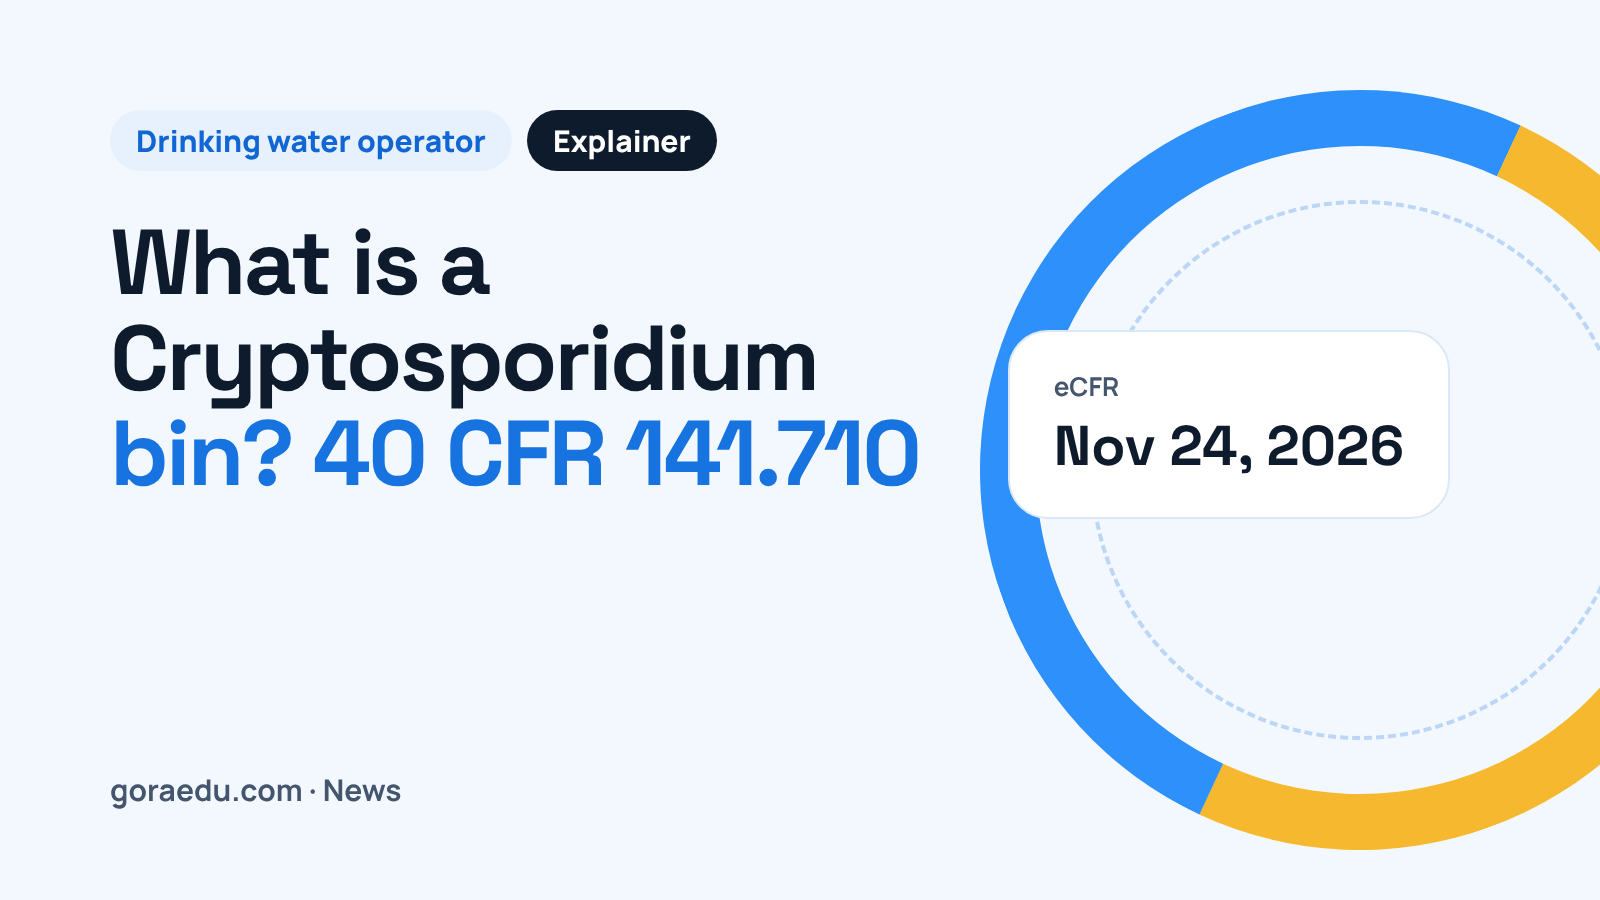 Drinking water operator
Explainer
What is a
Cryptosporidium
bin? 40 CFR 141.710
eCFR
Nov 24, 2026
goraedu.com · News